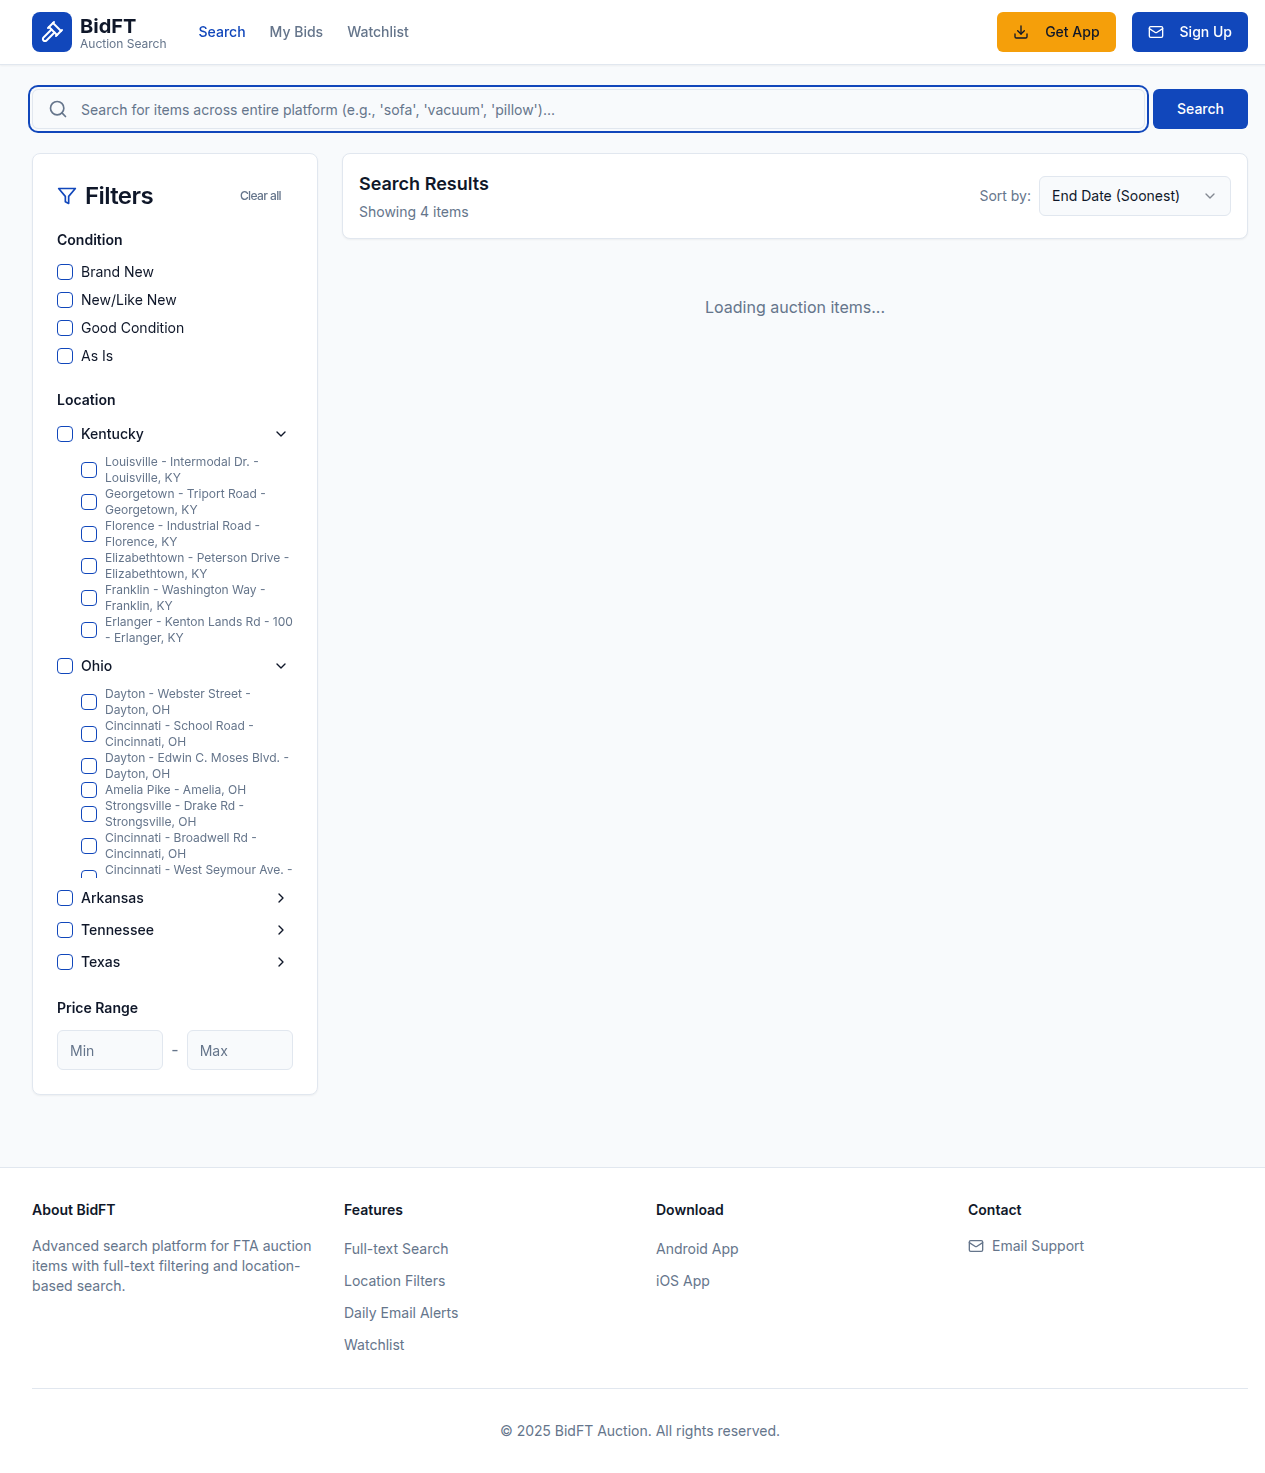 BidFT
Auction Search
Search
My Bids
Watchlist
Get App
Sign Up
Search for items across entire platform (e.g., 'sofa', 'vacuum', 'pillow')...
Search
Filters
Clear all
Condition
Brand New
New/Like New
Good Condition
As Is
Location
Kentucky
Louisville - Intermodal Dr. -
Louisville, KY
Georgetown - Triport Road -
Georgetown, KY
Florence - Industrial Road -
Florence, KY
Elizabethtown - Peterson Drive -
Elizabethtown, KY
Franklin - Washington Way -
Franklin, KY
Erlanger - Kenton Lands Rd - 100
- Erlanger, KY
Ohio
Dayton - Webster Street -
Dayton, OH
Cincinnati - School Road -
Cincinnati, OH
Dayton - Edwin C. Moses Blvd. -
Dayton, OH
Amelia Pike - Amelia, OH
Strongsville - Drake Rd -
Strongsville, OH
Cincinnati - Broadwell Rd -
Cincinnati, OH
Cincinnati - West Seymour Ave. -
Arkansas
Tennessee
Texas
Price Range
Min
-
Max
Search Results
Showing 4 items
Sort by:
End Date (Soonest)
Loading auction items...
About BidFT
Advanced search platform for FTA auction
items with full-text filtering and location-
based search.
Features
Full-text Search
Location Filters
Daily Email Alerts
Watchlist
Download
Android App
iOS App
Contact
Email Support
© 2025 BidFT Auction. All rights reserved.